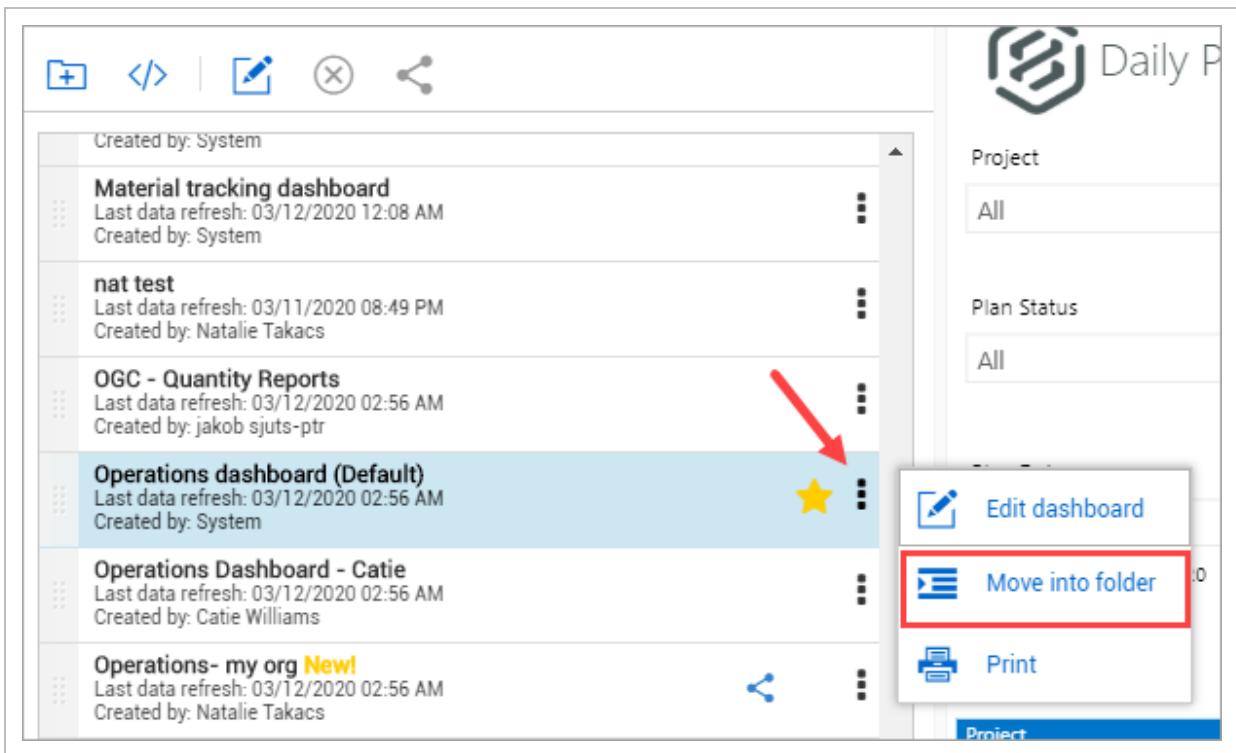 Daily P
Created by: System
Material tracking dashboard
Last data refresh: 03/12/2020 12:08 AM
Created by: System
nat test
Last data refresh: 03/11/2020 08:49 PM
Created by: Natalie Takacs
OGC - Quantity Reports
Last data refresh: 03/12/2020 02:56 AM
Created by: jakob sjuts-ptr
Operations dashboard (Default)
Last data refresh: 03/12/2020 02:56 AM
Created by: System
Operations Dashboard - Catie
Last data refresh: 03/12/2020 02:56 AM
Created by: Catie Williams
Operations- my org New!
Last data refresh: 03/12/2020 02:56 AM
Created by: Natalie Takacs
Project
All
Plan Status
All
Edit dashboard
Move into folder
Print
Project